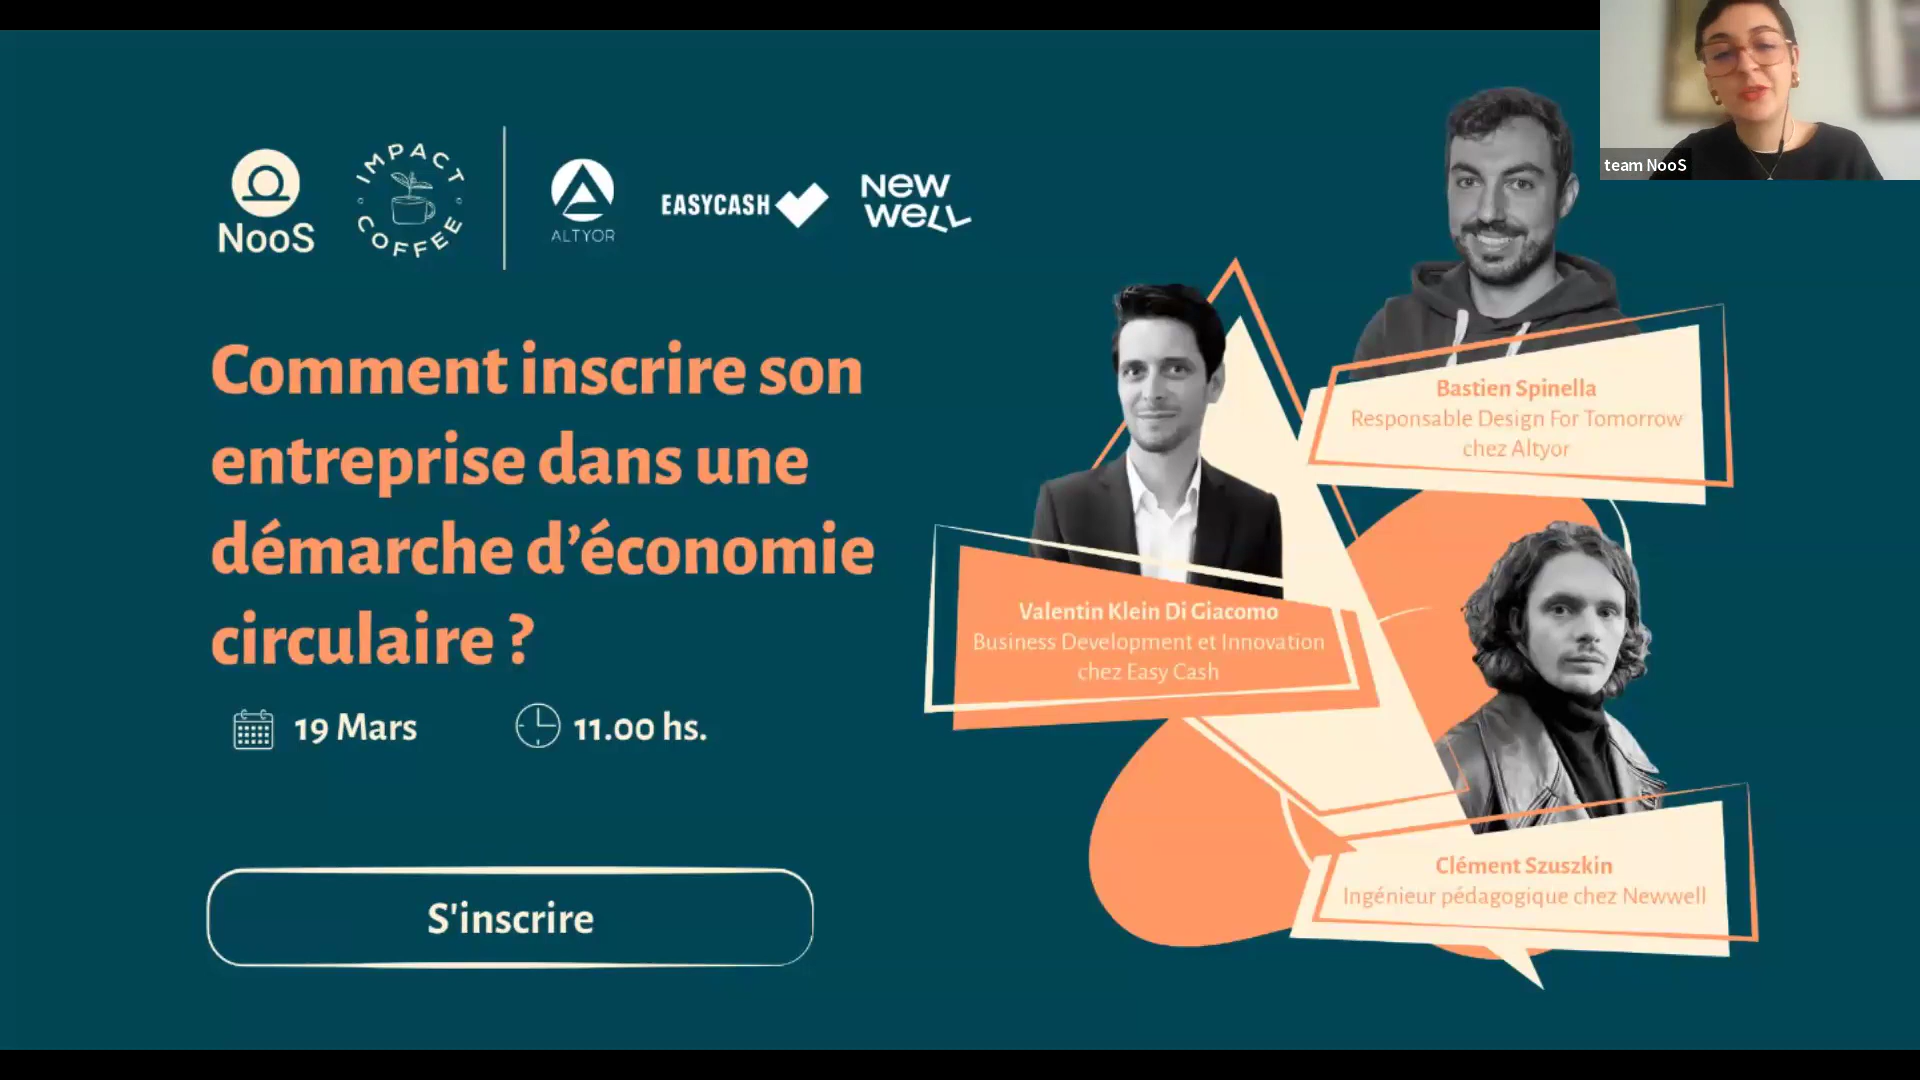 team NooS
NooS
IMPACT
COFFEE
ALTYOR
EASYCASH
NEW
WELL
Comment inscrire son
entreprise dans une
démarche d’économie
circulaire ?
19 Mars
11.00 hs.
S'inscrire
Bastien Spinella
Responsable Design For Tomorrow
chez Altyor
Valentin Klein Di Giacomo
Business Development et Innovation
chez Easy Cash
Clément Szuszkin
Ingénieur pédagogique chez Newwell